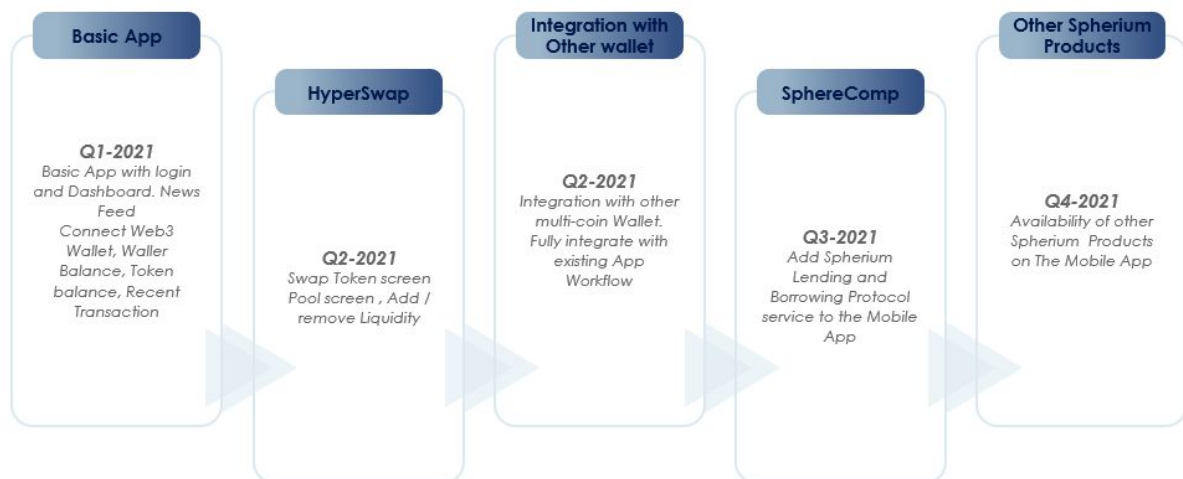 Basic App
Q1-2021
Basic App with login
and Dashboard. News
Feed
Connect Web3
Wallet, Waller
Balance, Token
balance, Recent
Transaction
HyperSwap
Q2-2021
Swap Token screen
Pool screen , Add /
remove Liquidity
Integration with
Other wallet
Q2-2021
Integration with other
multi-coin Wallet.
Fully integrate with
existing App
Workflow
SphereComp
Q3-2021
Add Spherium
Lending and
Borrowing Protocol
service to the Mobile
App
Other Spherium
Products
Q4-2021
Availability of other
Spherium Products
on The Mobile App